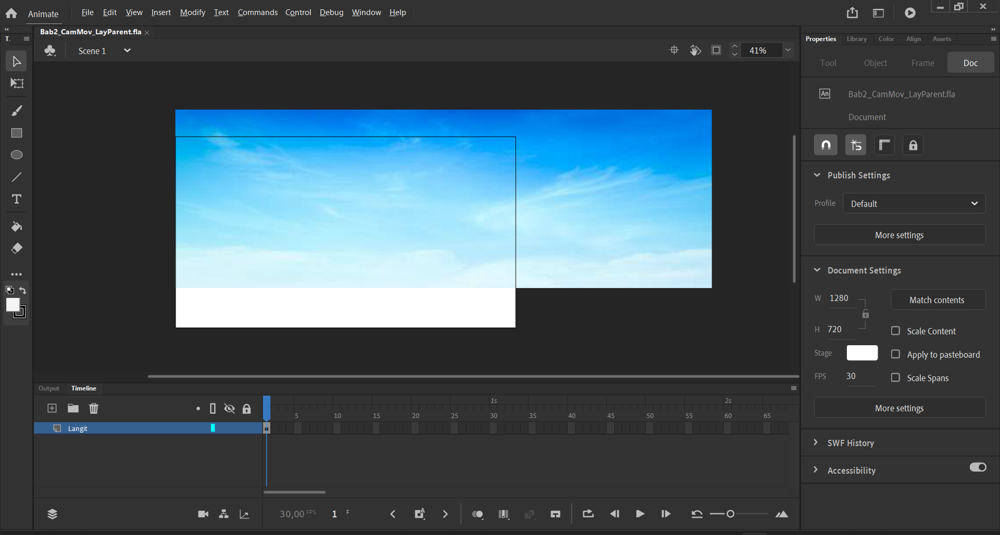 Animate File Edit View Insert Modify Text Commands Control Debug Window Help
T.
Bab2_CamMov_LayParent.fla
Scene 1
41%
Properties Library Color Align Assets
Tool Object Frame Doc
An Bab2_CamMov_LayParent.fla
Document
Publish Settings
Profile Default
More settings
Document Settings
W 1280 Match contents
H 720 Scale Content
Stage Apply to pasteboard
FPS 30 Scale Spans
More settings
SWF History
Accessibility
Output Timeline
1s 2s
5 10 15 20 25 30 35 40 45 50 55 60 65
Langit
30,00 FPS 1 F
A